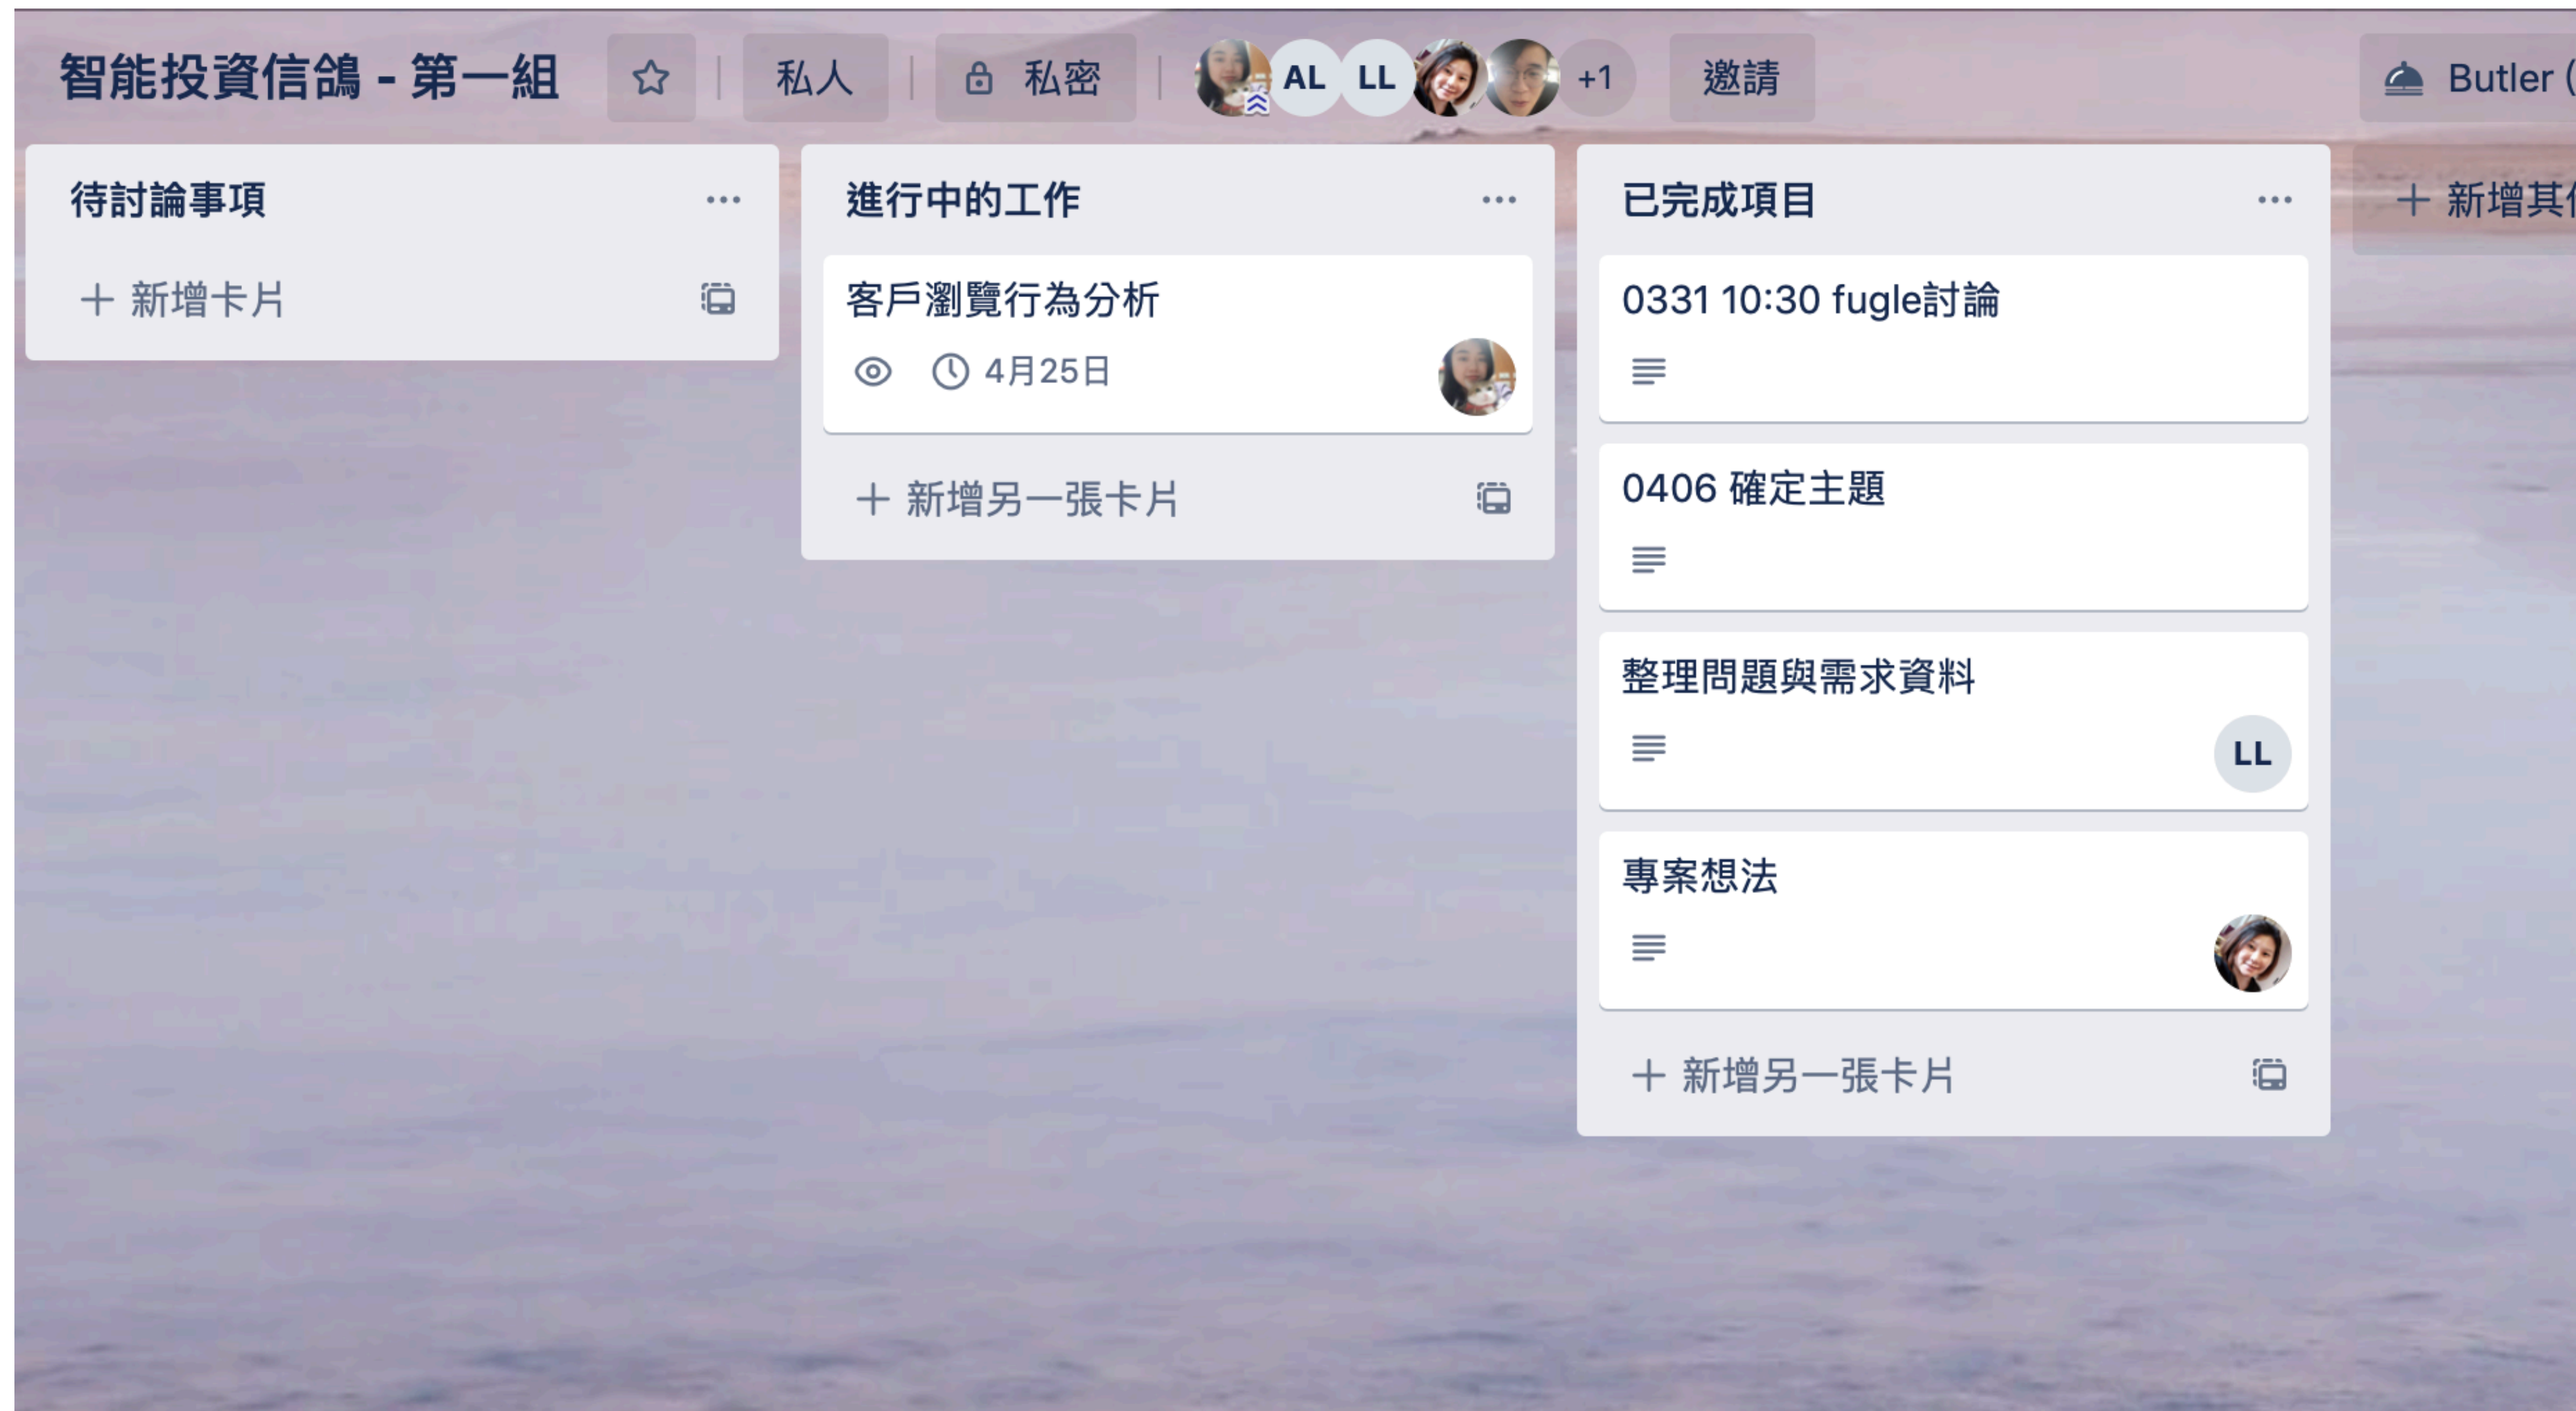 智能投資信鴿 - 第一組
私人
私密
AL
LL
+1
邀請
Butler (
待討論事項
新增卡片
進行中的工作
客戶瀏覽行為分析
4月25日
新增另一張卡片
已完成項目
0331 10:30 fugle討論
0406 確定主題
整理問題與需求資料
LL
專案想法
新增另一張卡片
新增其